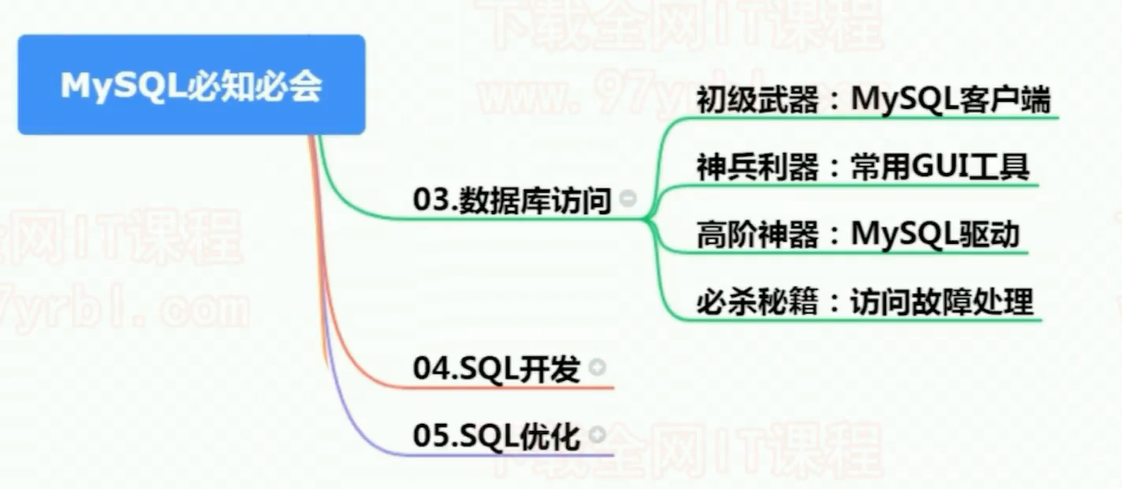 下载全网IT课程
www.97yrbl.com
MySQL必知必会
初级武器：MySQL客户端
神兵利器：常用GUI工具
03.数据库访问
高阶神器：MySQL驱动
必杀秘籍：访问故障处理
全网IT课程
7yrbl.com
04.SQL开发
05.SQL优化
下载全网IT课程